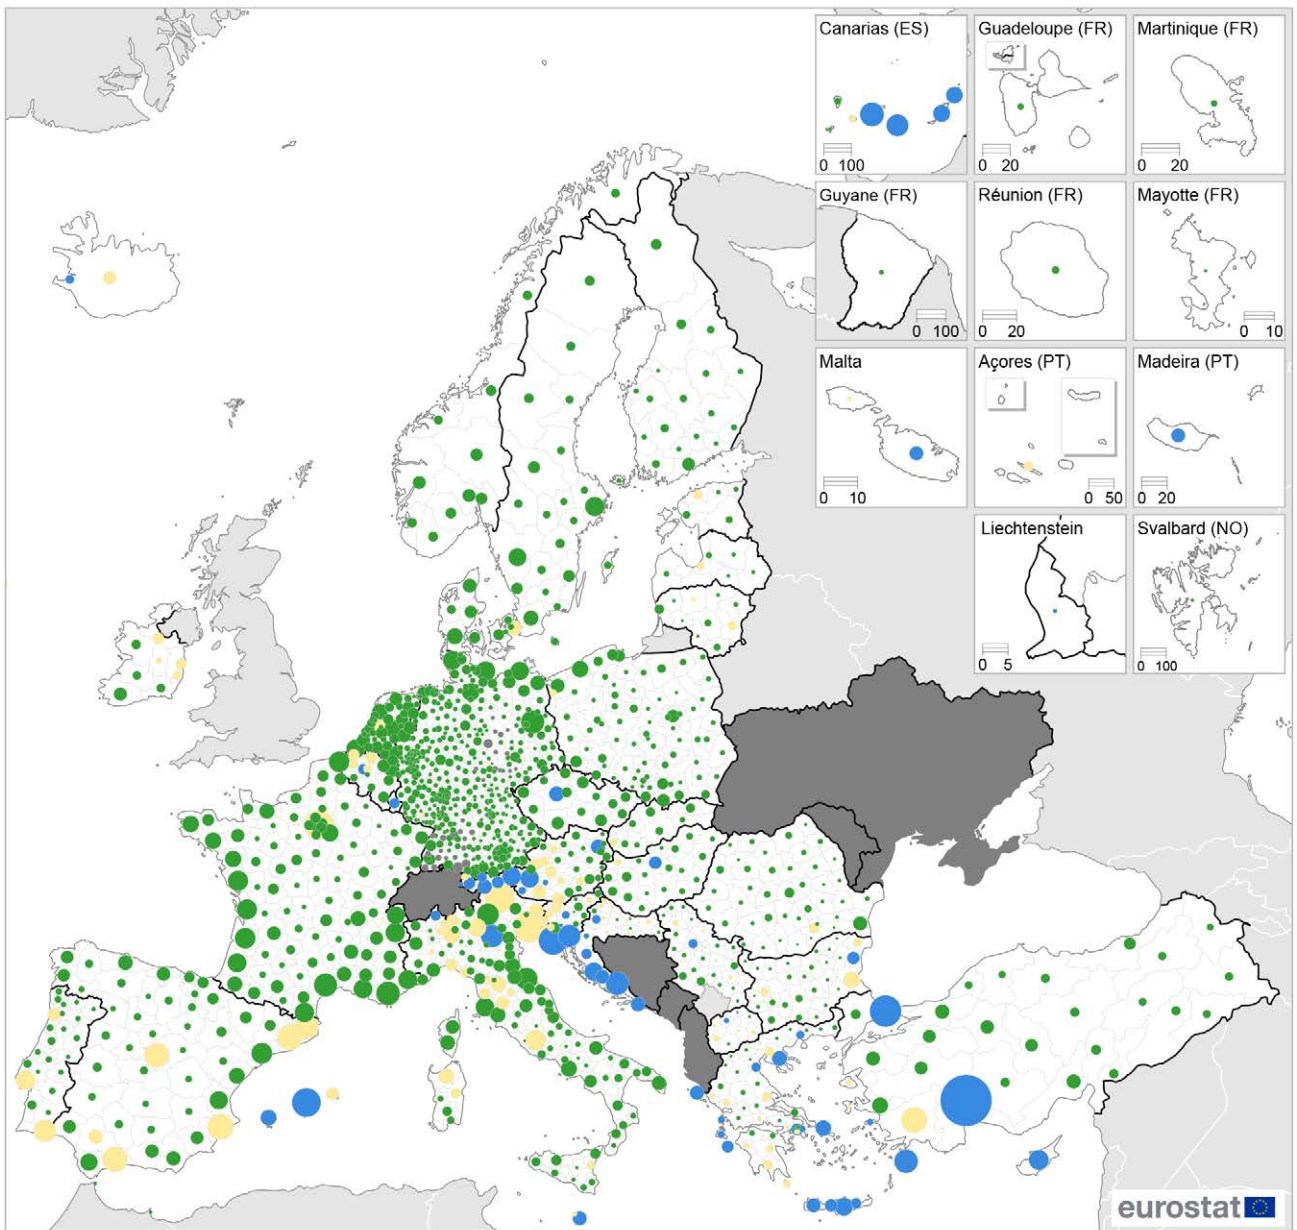 Canarias (ES)
0 100
Guadeloupe (FR)
0 20
Martinique (FR)
0 20
Guyane (FR)
0 100
Réunion (FR)
0 20
Mayotte (FR)
0 10
Malta
0 10
Açores (PT)
0 50
Madeira (PT)
0 20
Liechtenstein
0 5
Svalbard (NO)
0 100
eurostat